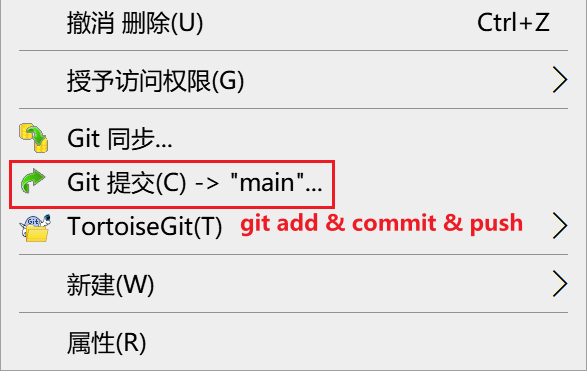 撤消 删除(U) Ctrl+Z
授予访问权限(G)
Git 同步...
Git 提交(C) -> "main"...
TortoiseGit(T) git add & commit & push
新建(W)
属性(R)